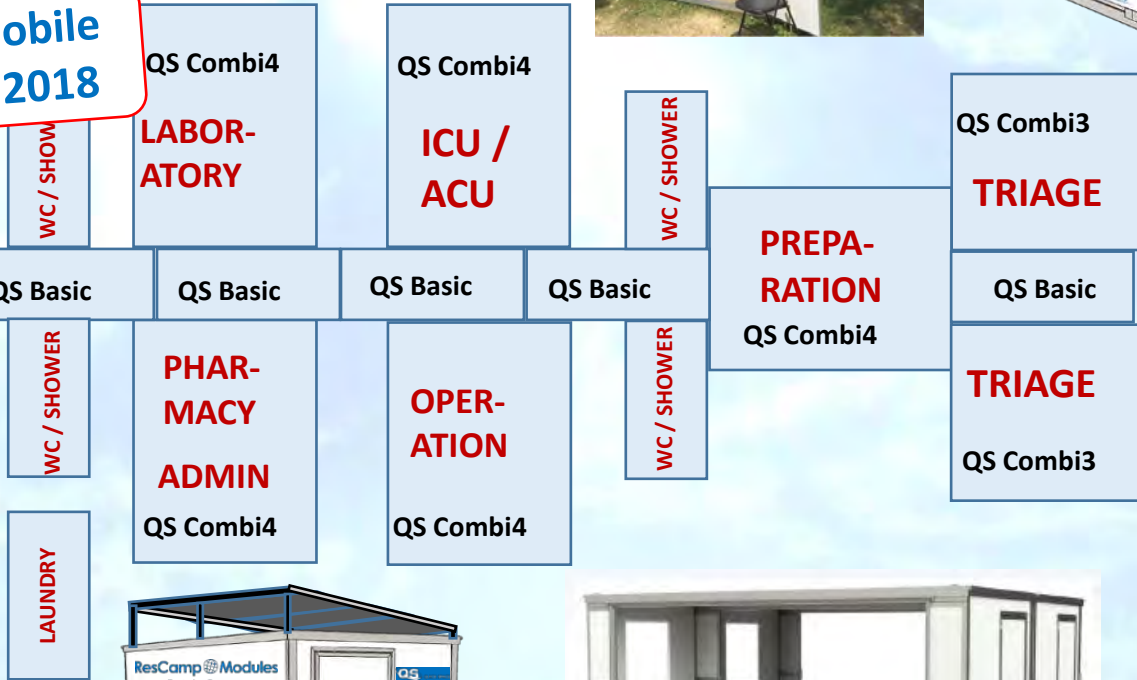 obile
2018
QS Combi4
LABOR-
ATORY
QS Combi4
ICU /
ACU
WC / SHOW
WC / SHOWER
QS Combi3
TRIAGE
PREPA-
RATION
QS Combi4
QS Basic
QS Basic
QS Basic
QS Basic
QS Basic
WC / SHOWER
PHAR-
MACY
ADMIN
QS Combi4
OPER-
ATION
QS Combi4
WC / SHOWER
TRIAGE
QS Combi3
LAUNDRY
ResCamp Modules
QS